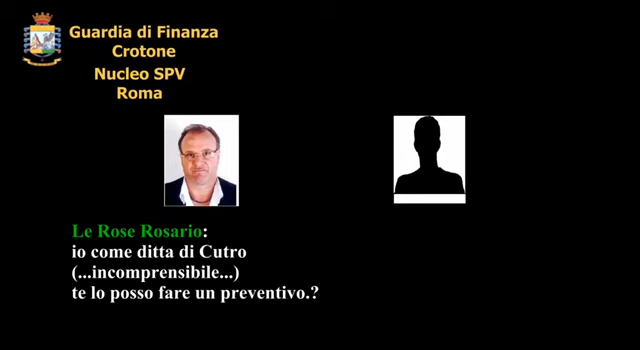 Guardia di Finanza
Crotone
Nucleo SPV
Roma
Le Rose Rosario:
io come ditta di Cutro
(...incomprensibile...)
te lo posso fare un preventivo.?